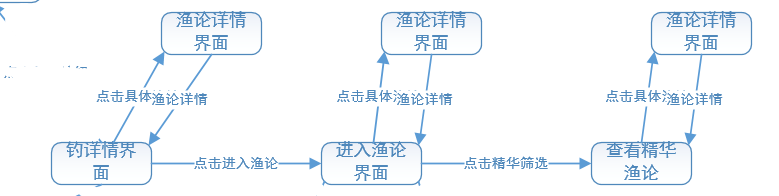 渔论详情
界面
渔论详情
界面
渔论详情
界面
点击具体
渔论详情
点击具体
渔论详情
点击具体
渔论详情
钓详情界
面
点击进入渔论
进入渔论
界面
点击精华筛选
查看精华
渔论